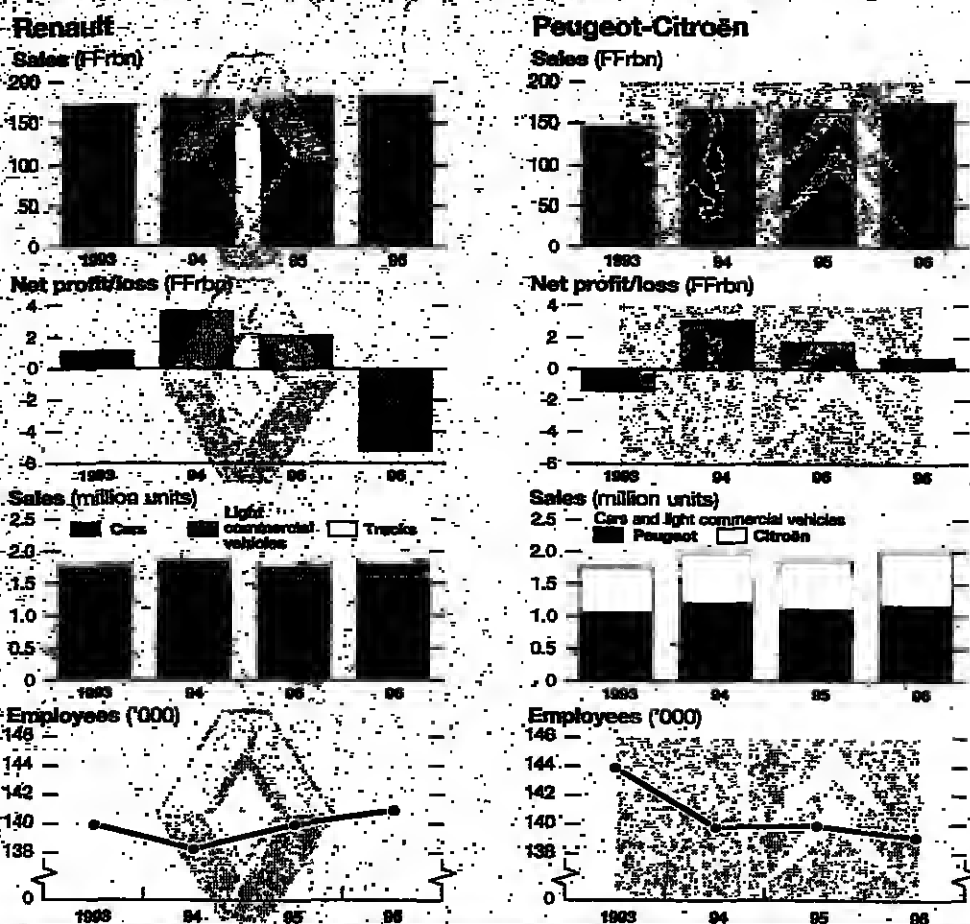 Renault
Sales (FFrbn)
200
150
100
50
0
1993 94 95 96
Net profit/loss (FFrbn)
4
2
0
-2
-4
-6
1993 94 95 96
Sales (million units)
2.5
Cars
Light commercial vehicles
Trucks
2.0
1.5
1.0
0.5
0
1993 94 95 96
Employees ('000)
146
144
142
140
138
0
1993 94 95 96
Peugeot-Citroën
Sales (FFrbn)
200
150
100
50
0
1993 94 95 96
Net profit/loss (FFrbn)
4
2
0
-2
-4
-6
1993 94 95 96
Sales (million units)
2.5
Cars and light commercial vehicles
Peugeot Citroën
2.0
1.5
1.0
0.5
0
1993 94 95 96
Employees ('000)
146
144
142
140
138
0
1993 94 95 96